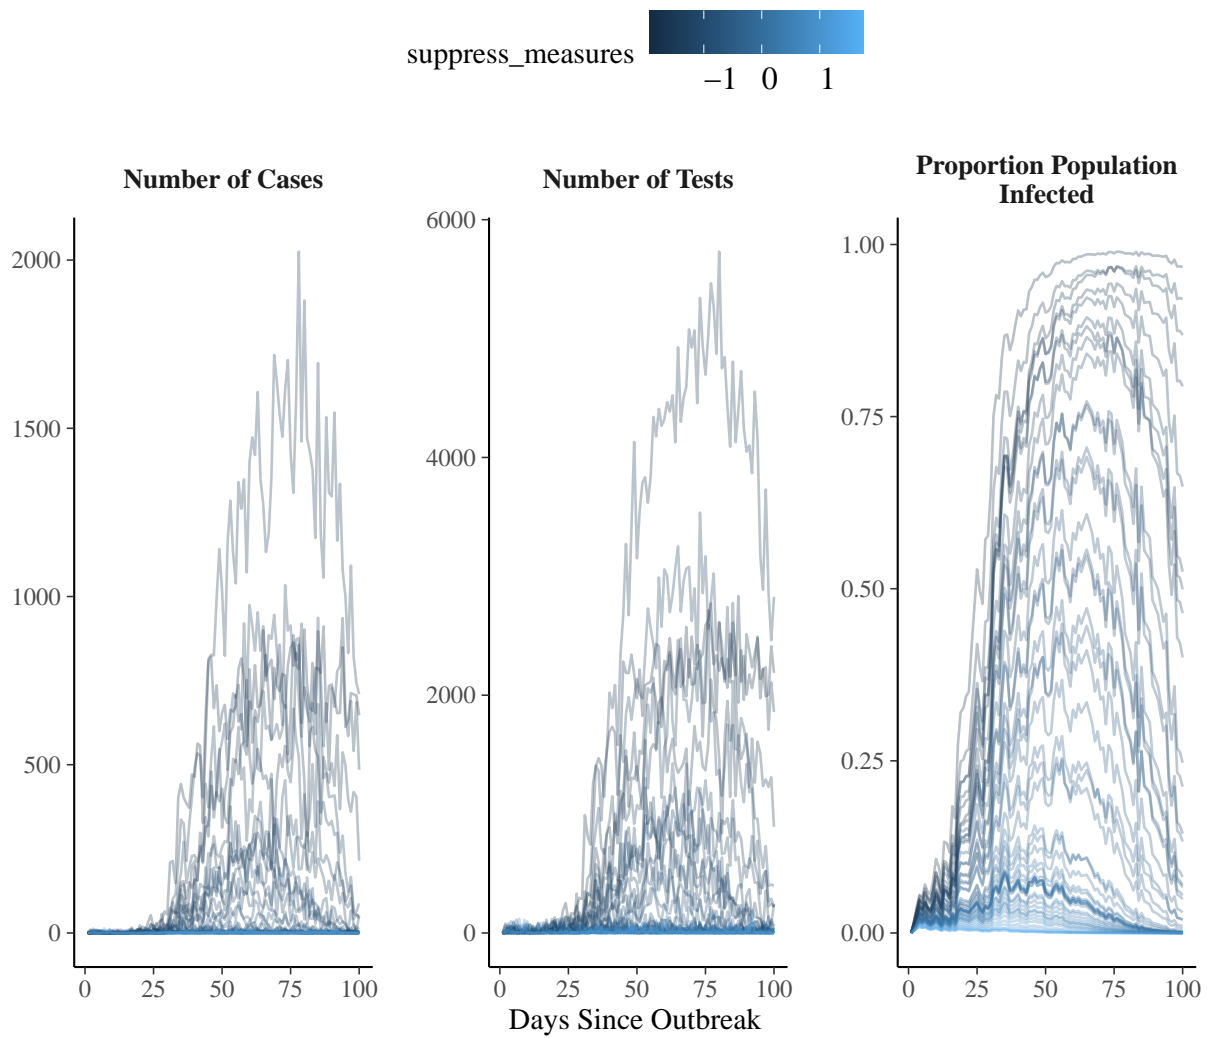 suppress_measures
−1 0 1
Number of Cases
Number of Tests
Proportion Population
Infected
2000
1500
1000
500
0
0 25 50 75 100
6000
4000
2000
0
0 25 50 75 100
1.00
0.75
0.50
0.25
0.00
0 25 50 75 100
Days Since Outbreak